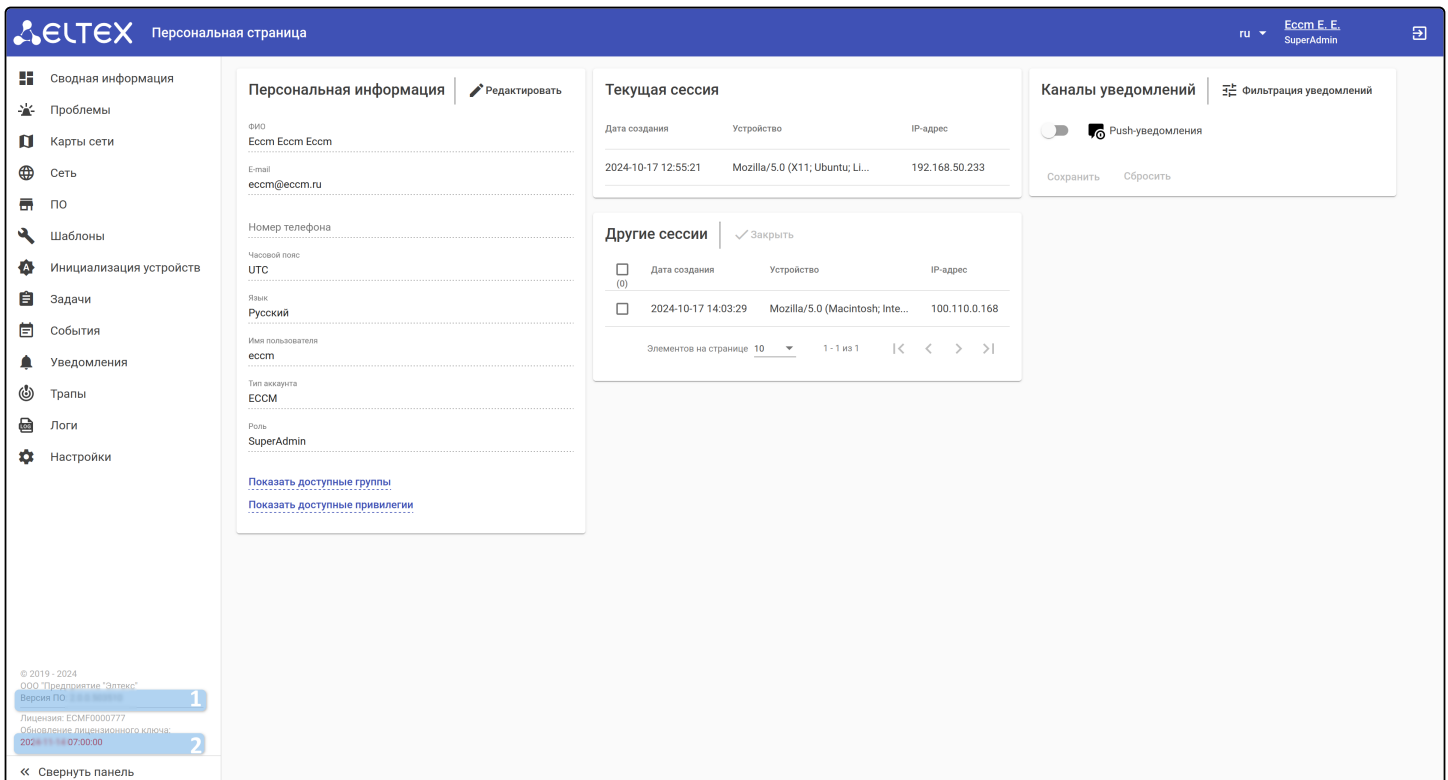 ELTEX Персональная страница
ru
Eccm E. E.
SuperAdmin
Сводная информация
Проблемы
Карты сети
Сеть
ПО
Шаблоны
Инициализация устройств
Задачи
События
Уведомления
Трапы
LOG Логи
Настройки
© 2019 - 2024
ООО "Предприятие "Элтекс"
Версия ПО 1
Лицензия: ECMF0000777
Обновление лицензионного ключа:
07:00:00 2
Свернуть панель
Персональная информация Редактировать
ФИО
Eccm Eccm Eccm
E-mail
eccm@eccm.ru
Номер телефона
Часовой пояс
UTC
Язык
Русский
Имя пользователя
eccm
Тип аккаунта
ECCM
Роль
SuperAdmin
Показать доступные группы
Показать доступные привилегии
Текущая сессия
Дата создания Устройство IP-адрес
2024-10-17 12:55:21 Mozilla/5.0 (X11; Ubuntu; Li... 192.168.50.233
Другие сессии Закрыть
Дата создания Устройство IP-адрес
(0)
2024-10-17 14:03:29 Mozilla/5.0 (Macintosh; Inte... 100.110.0.168
Элементов на странице 10 1 - 1 из 1
Каналы уведомлений Фильтрация уведомлений
Push-уведомления
Сохранить Сбросить